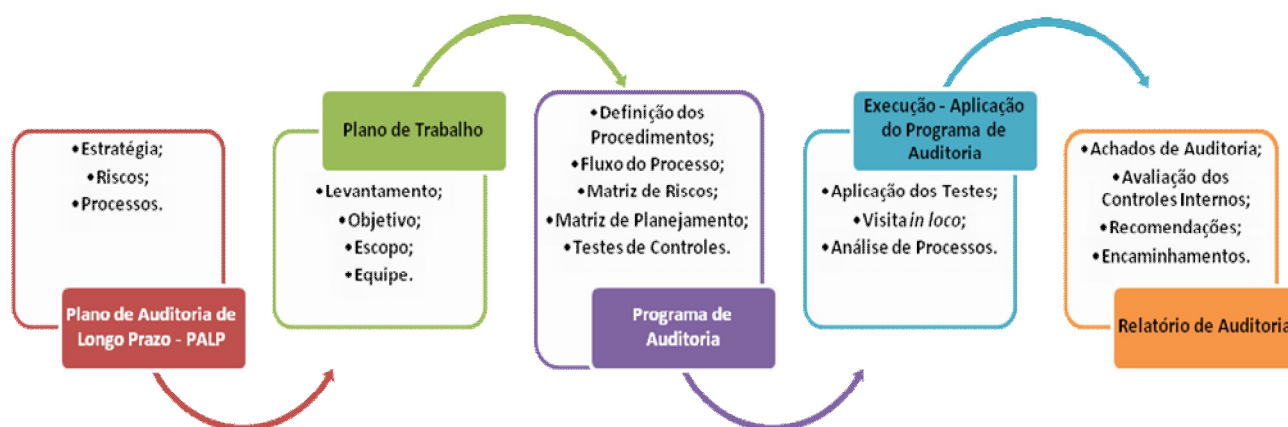 • Estratégia;
• Riscos;
• Processos.
Plano de Auditoria de
Longo Prazo - PALP
Plano de Trabalho
• Levantamento;
• Objetivo;
• Escopo;
• Equipe.
• Definição dos
Procedimentos;
• Fluxo do Processo;
• Matriz de Riscos;
• Matriz de Planejamento;
• Testes de Controles.
Programa de
Auditoria
Execução - Aplicação
do Programa de
Auditoria
• Aplicação dos Testes;
• Visita in loco;
• Análise de Processos.
• Achados de Auditoria;
• Avaliação dos
Controles Internos;
• Recomendações;
• Encaminhamentos.
Relatório de Auditoria